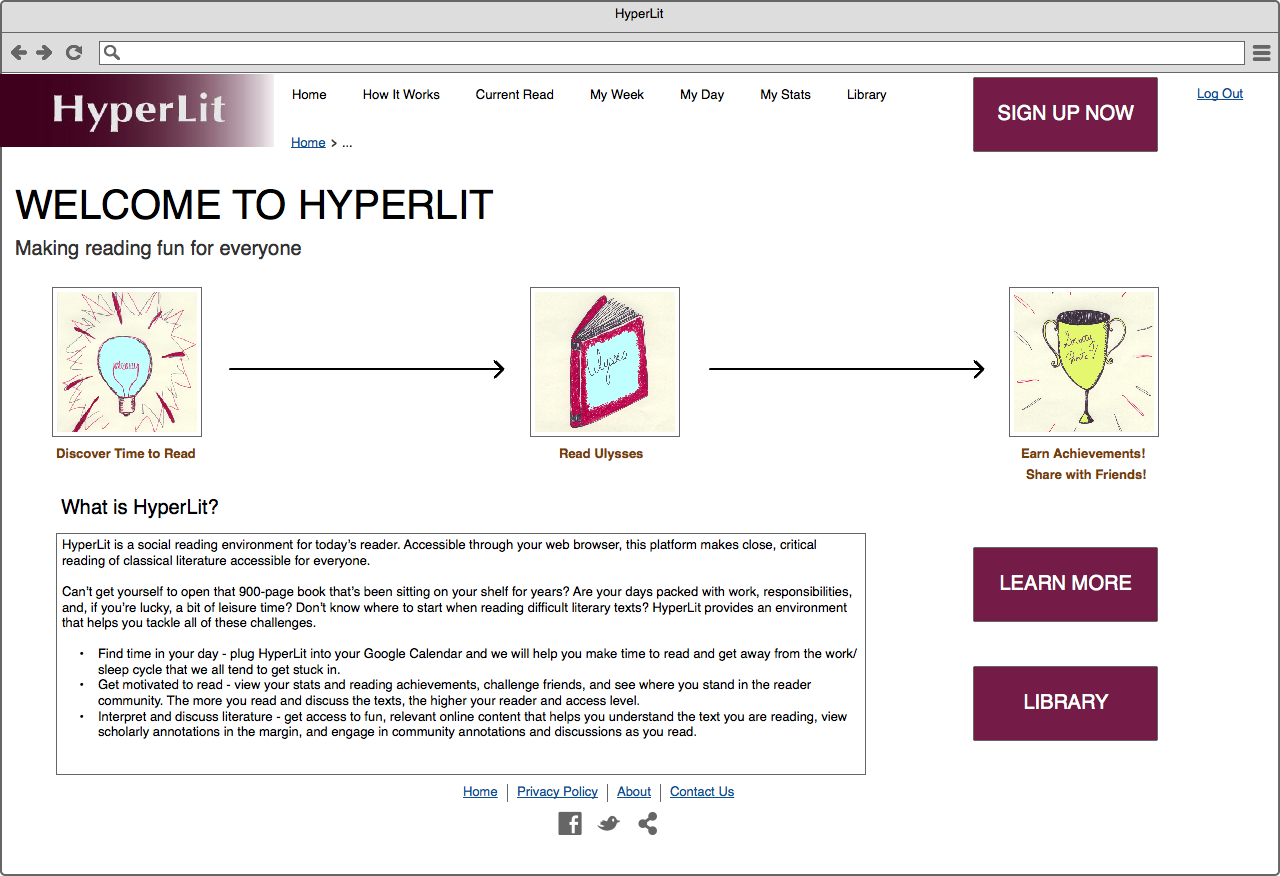 HyperLit
HyperLit
Home How It Works Current Read My Week My Day My Stats Library
SIGN UP NOW
Log Out
Home > ...
WELCOME TO HYPERLIT
Making reading fun for everyone
Ulysses
Discover Time to Read
Read Ulysses
Earn Achievements!
Share with Friends!
What is HyperLit?
HyperLit is a social reading environment for today's reader. Accessible through your web browser, this platform makes close, critical
reading of classical literature accessible for everyone.
Can't get yourself to open that 900-page book that's been sitting on your shelf for years? Are your days packed with work, responsibilities,
and, if you're lucky, a bit of leisure time? Don't know where to start when reading difficult literary texts? HyperLit provides an environment
that helps you tackle all of these challenges.
• Find time in your day - plug HyperLit into your Google Calendar and we will help you make time to read and get away from the work/
sleep cycle that we all tend to get stuck in.
• Get motivated to read - view your stats and reading achievements, challenge friends, and see where you stand in the reader
community. The more you read and discuss the texts, the higher your reader and access level.
• Interpret and discuss literature - get access to fun, relevant online content that helps you understand the text you are reading, view
scholarly annotations in the margin, and engage in community annotations and discussions as you read.
LEARN MORE
LIBRARY
Home Privacy Policy About Contact Us